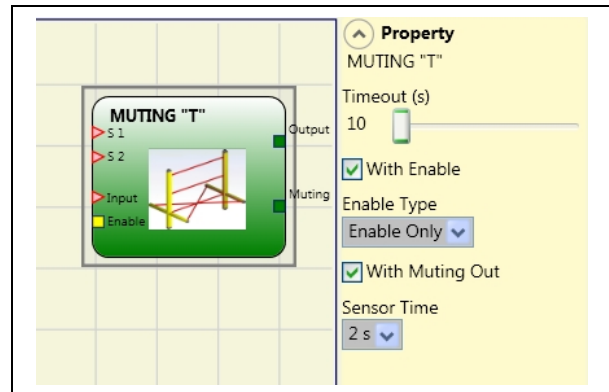 MUTING "T"
S 1
S 2
Input
Enable
Output
Muting
Property
MUTING "T"
Timeout (s)
10
With Enable
Enable Type
Enable Only
With Muting Out
Sensor Time
2 s